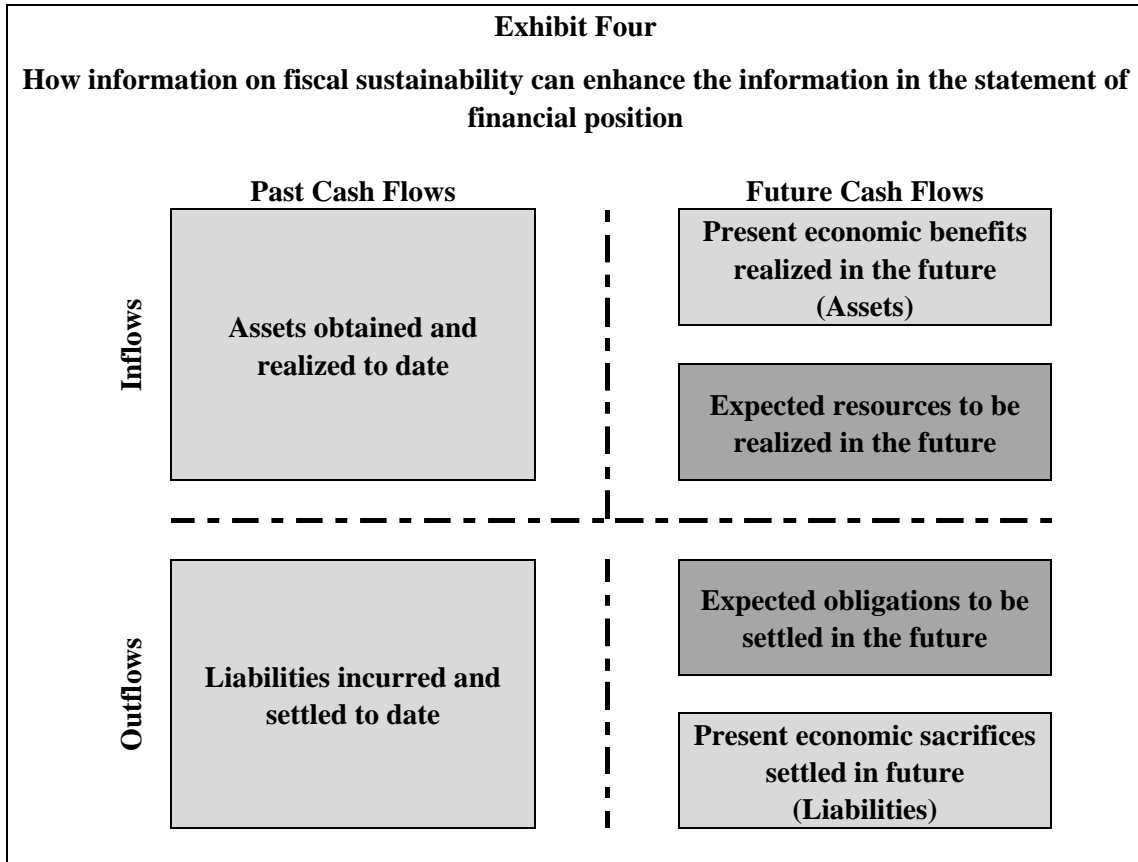 Exhibit Four
How information on fiscal sustainability can enhance the information in the statement of
financial position
Past Cash Flows
Future Cash Flows
Inflows
Assets obtained and
realized to date
Present economic benefits
realized in the future
(Assets)
Expected resources to be
realized in the future
Outflows
Liabilities incurred and
settled to date
Expected obligations to be
settled in the future
Present economic sacrifices
settled in future
(Liabilities)